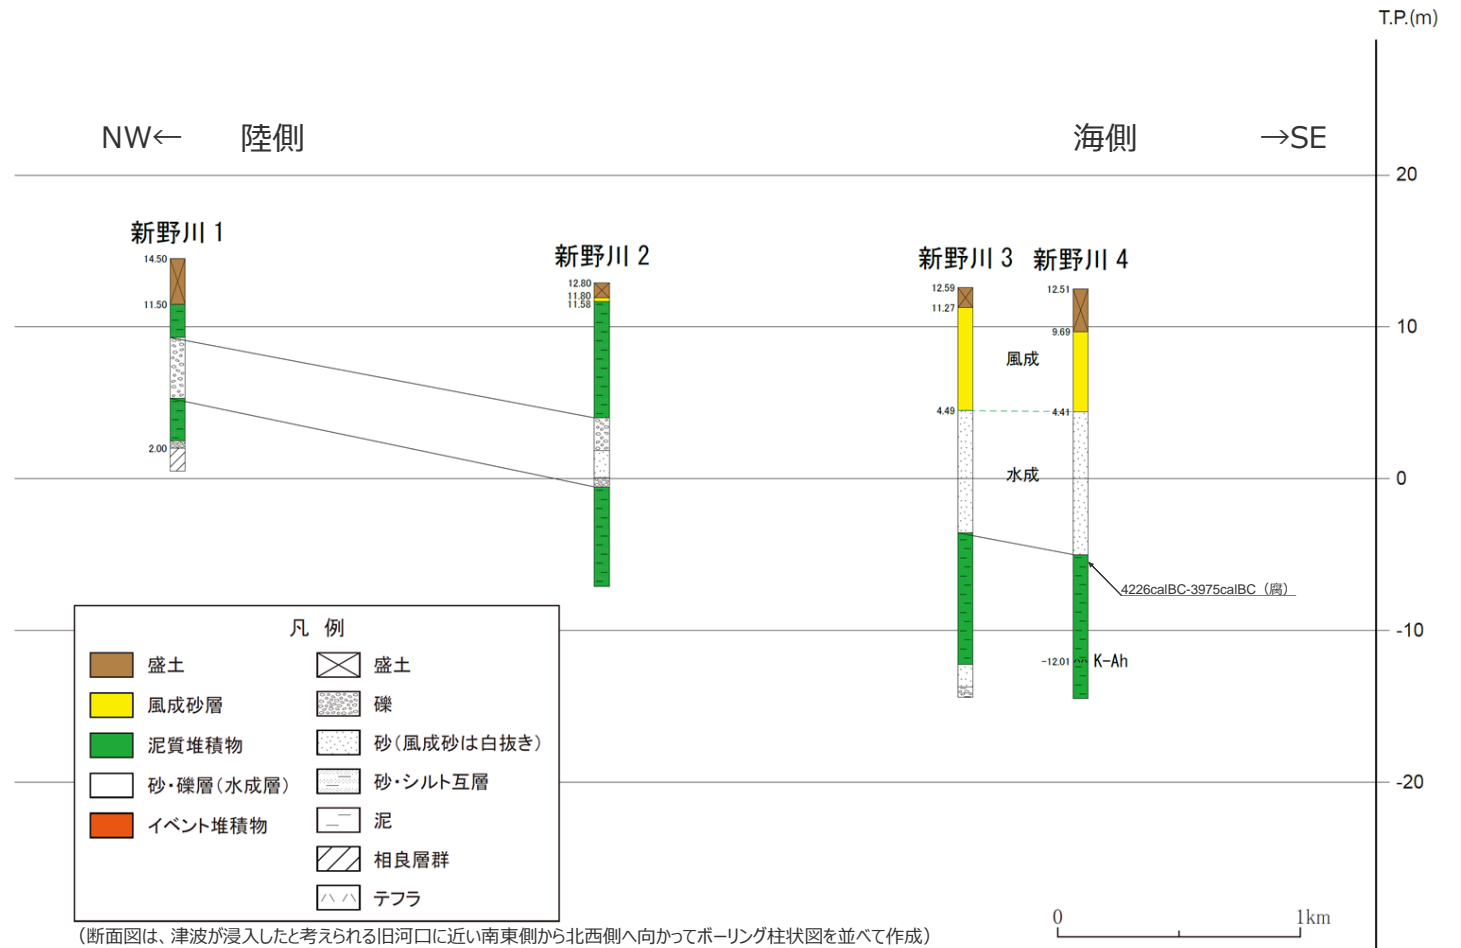 T.P.(m)
NW← 陸側 海側 →SE
20
新野川1
新野川2
新野川3 新野川4
14.50
11.50
2.00
12.80
11.80
11.58
12.59
11.27
4.49
12.51
9.69
4.41
10
風成
水成
0
4226calBC-3975calBC（腐）
-10
-12.01 K-Ah
-20
凡 例
盛土
風成砂層
泥質堆積物
砂・礫層(水成層)
イベント堆積物
盛土
礫
砂(風成砂は白抜き)
砂・シルト互層
泥
相良層群
テフラ
0 1km
（断面図は、津波が浸入したと考えられる旧河口に近い南東側から北西側へ向かってボーリング柱状図を並べて作成）